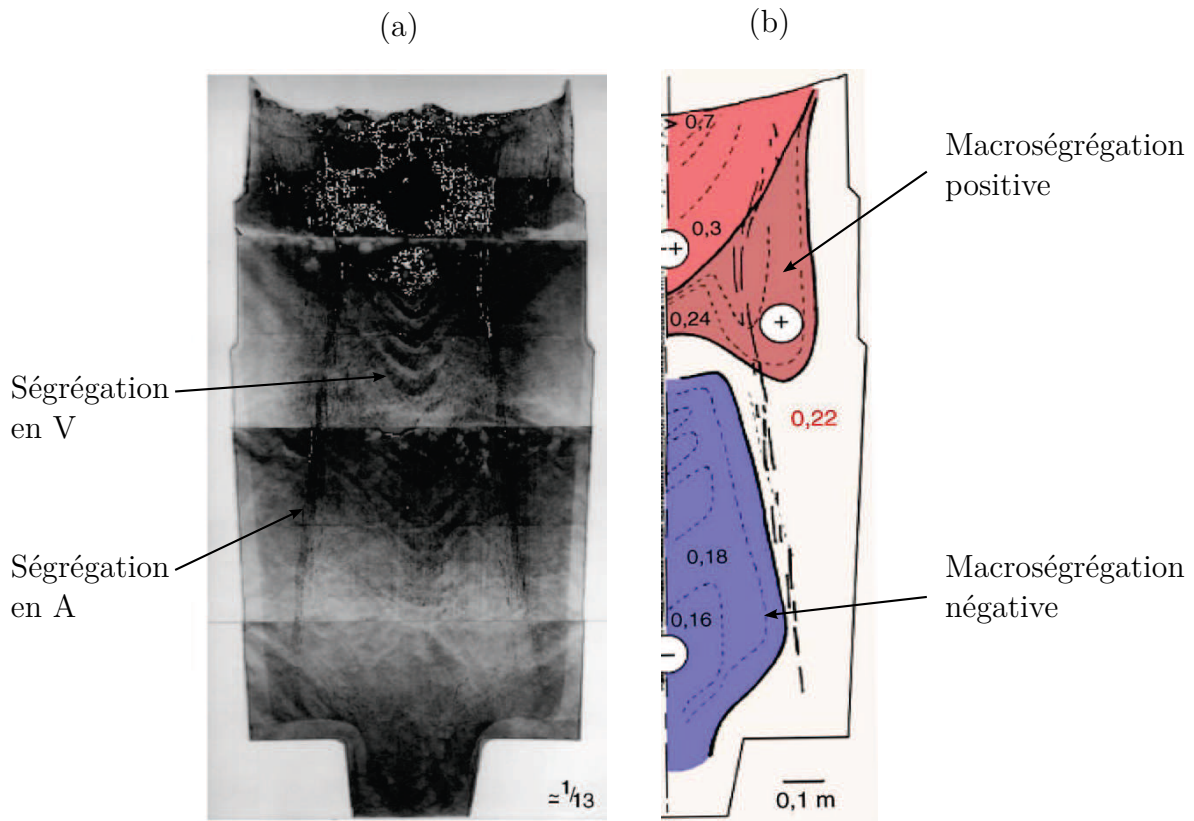 (a)
(b)
Ségrégation
en V
Ségrégation
en A
≃ 1/13
0,7
0,3
+
+
0,24
0,22
0,18
0,16
−
0,1 m
Macroségrégation
positive
Macroségrégation
négative